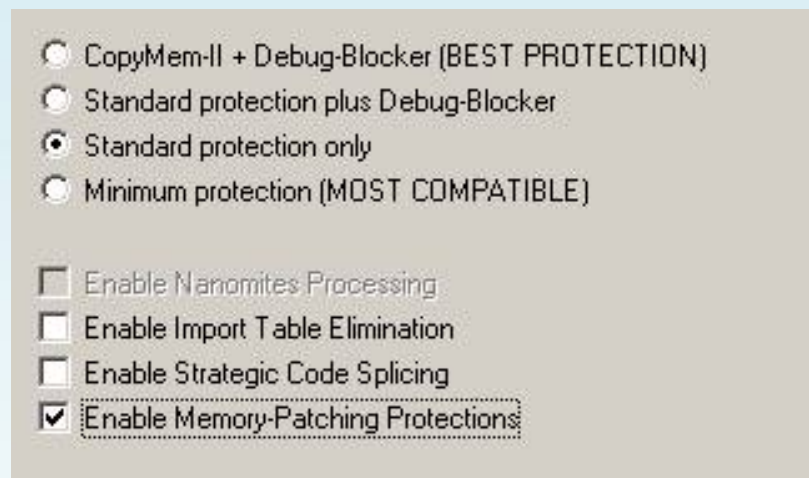 CopyMem-II + Debug-Blocker (BEST PROTECTION)
Standard protection plus Debug-Blocker
Standard protection only
Minimum protection (MOST COMPATIBLE)
Enable Nanomites Processing
Enable Import Table Elimination
Enable Strategic Code Splicing
Enable Memory-Patching Protections